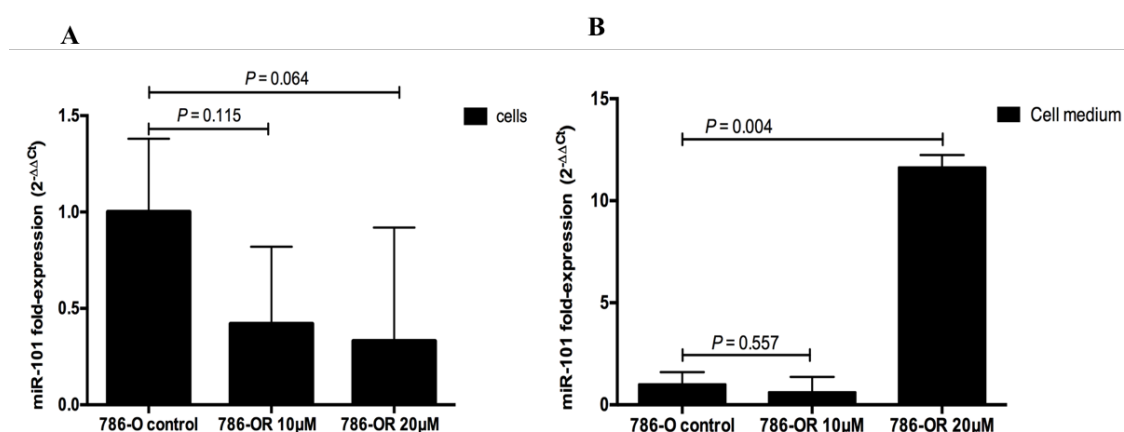 A
P = 0.064
P = 0.115
cells
miR-101 fold-expression (2-ΔΔCt)
1.5
1.0
0.5
0.0
786-O control 786-OR 10µM 786-OR 20µM
B
Cell medium
P = 0.004
P = 0.557
miR-101 fold-expression (2-ΔΔCt)
15
10
5
0
786-O control 786-OR 10µM 786-OR 20µM